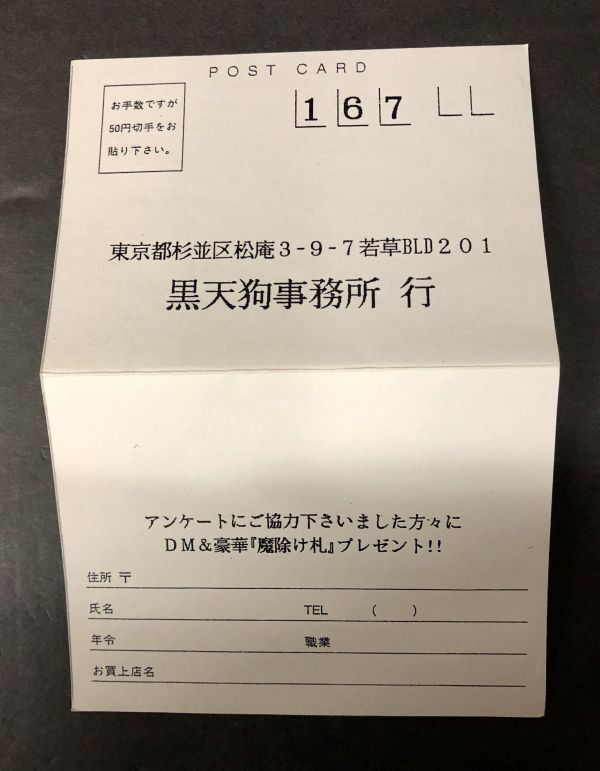 POST CARD
お手数ですが
50円切手をお
貼り下さい。
167
東京都杉並区松庵3-9-7若草BLD201
黒天狗事務所 行
アンケートにご協力下さいました方々に
DM&豪華『魔除け札』プレゼント!!
住所 〒
氏名 TEL ( )
年令 職業
お買上店名